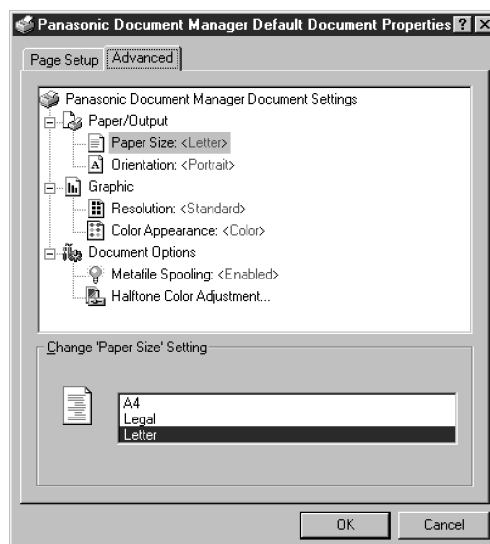 Panasonic Document Manager Default Document Properties ? X
Page Setup Advanced
Panasonic Document Manager Document Settings
Paper/Output
Paper Size: <Letter>
A Orientation: <Portrait>
Graphic
Resolution: <Standard>
Color Appearance: <Color>
Document Options
Metafile Spooling: <Enabled>
Halftone Color Adjustment...
Change 'Paper Size' Setting
A4
Legal
Letter
OK Cancel